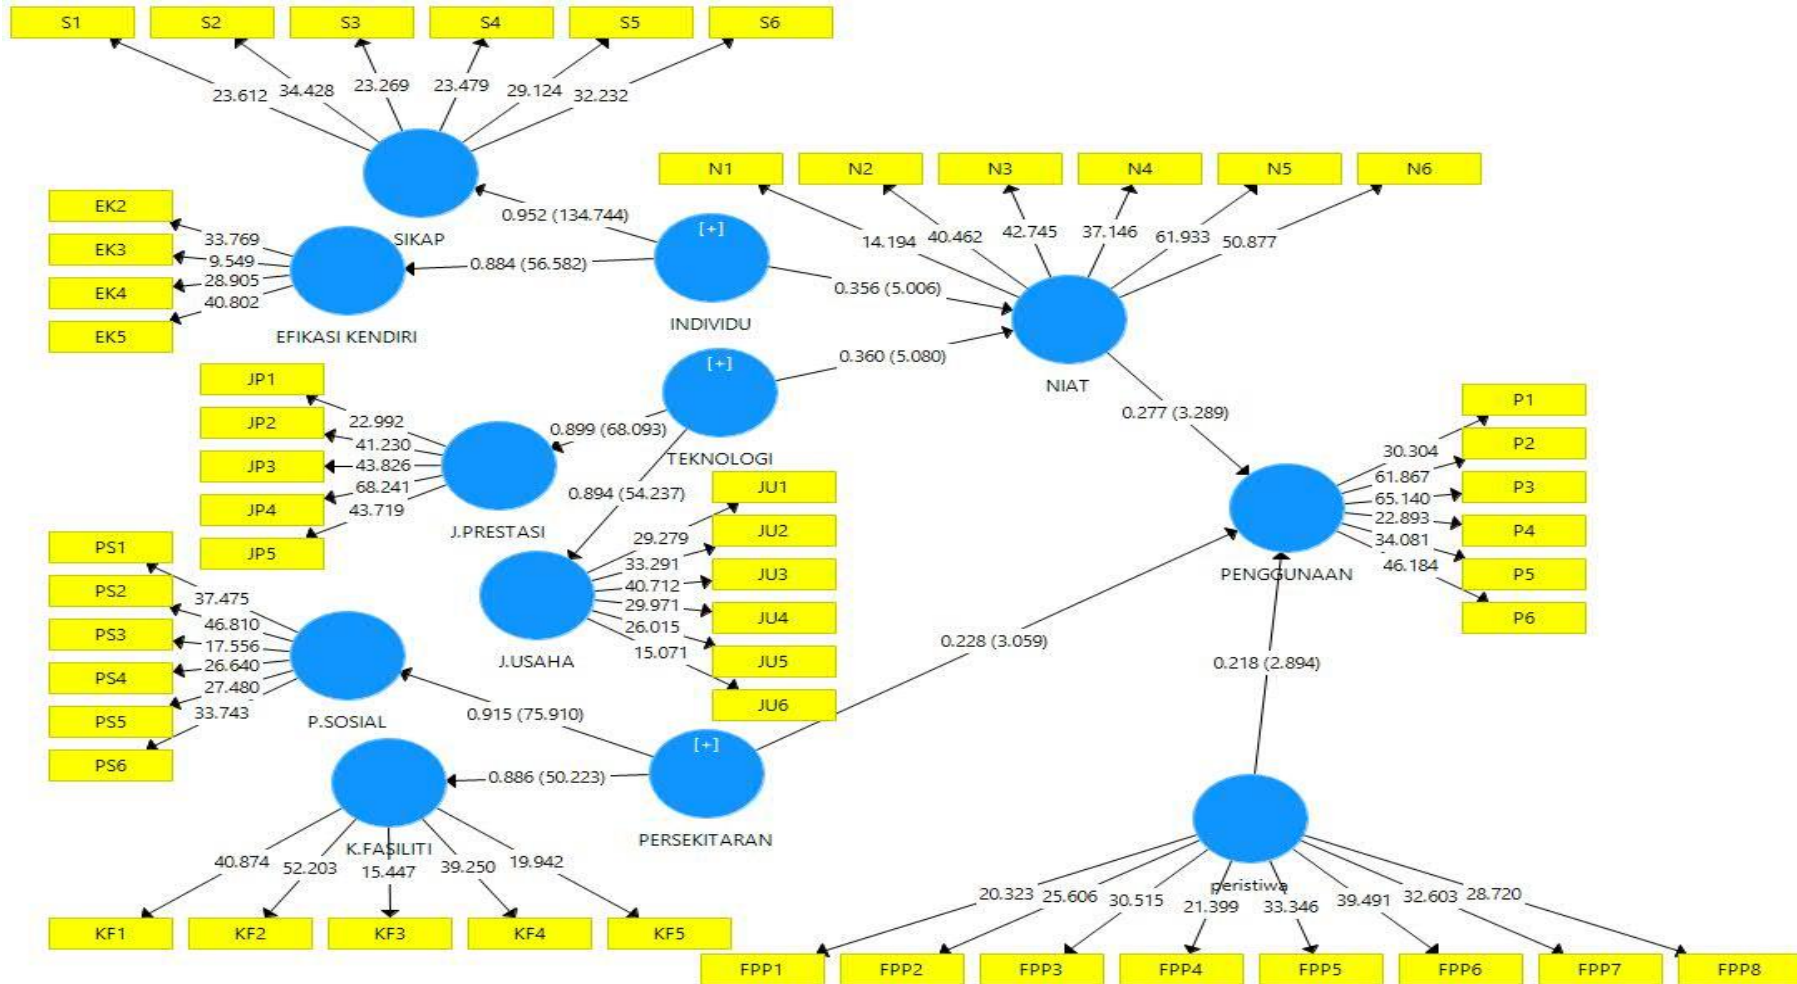 S1
S2
S3
S4
S5
S6
23.612
34.428
23.269
23.479
29.124
32.232
SIKAP
N1
N2
N3
N4
N5
N6
14.194
40.462
42.745
37.146
61.933
50.877
NIAT
EK2
EK3
EK4
EK5
33.769
9.549
28.905
40.802
EFIKASI KENDIRI
0.952 (134.744)
0.884 (56.582)
[+]
INDIVIDU
0.356 (5.006)
0.360 (5.080)
[+]
TEKNOLOGI
0.899 (68.093)
0.894 (54.237)
JP1
JP2
JP3
JP4
JP5
22.992
41.230
43.826
68.241
43.719
J.PRESTASI
JU1
JU2
JU3
JU4
JU5
JU6
29.279
33.291
40.712
29.971
26.015
15.071
J.USAHA
0.277 (3.289)
P1
P2
P3
P4
P5
P6
30.304
61.867
65.140
22.893
34.081
46.184
PENGGUNAAN
PS1
PS2
PS3
PS4
PS5
PS6
37.475
46.810
17.556
26.640
27.480
33.743
P.SOSIAL
0.915 (75.910)
0.886 (50.223)
[+]
PERSEKITARAN
0.228 (3.059)
0.218 (2.894)
K.FASILITI
40.874
52.203
15.447
39.250
19.942
KF1
KF2
KF3
KF4
KF5
peristiwa
20.323
25.606
30.515
21.399
33.346
39.491
32.603
28.720
FPP1
FPP2
FPP3
FPP4
FPP5
FPP6
FPP7
FPP8